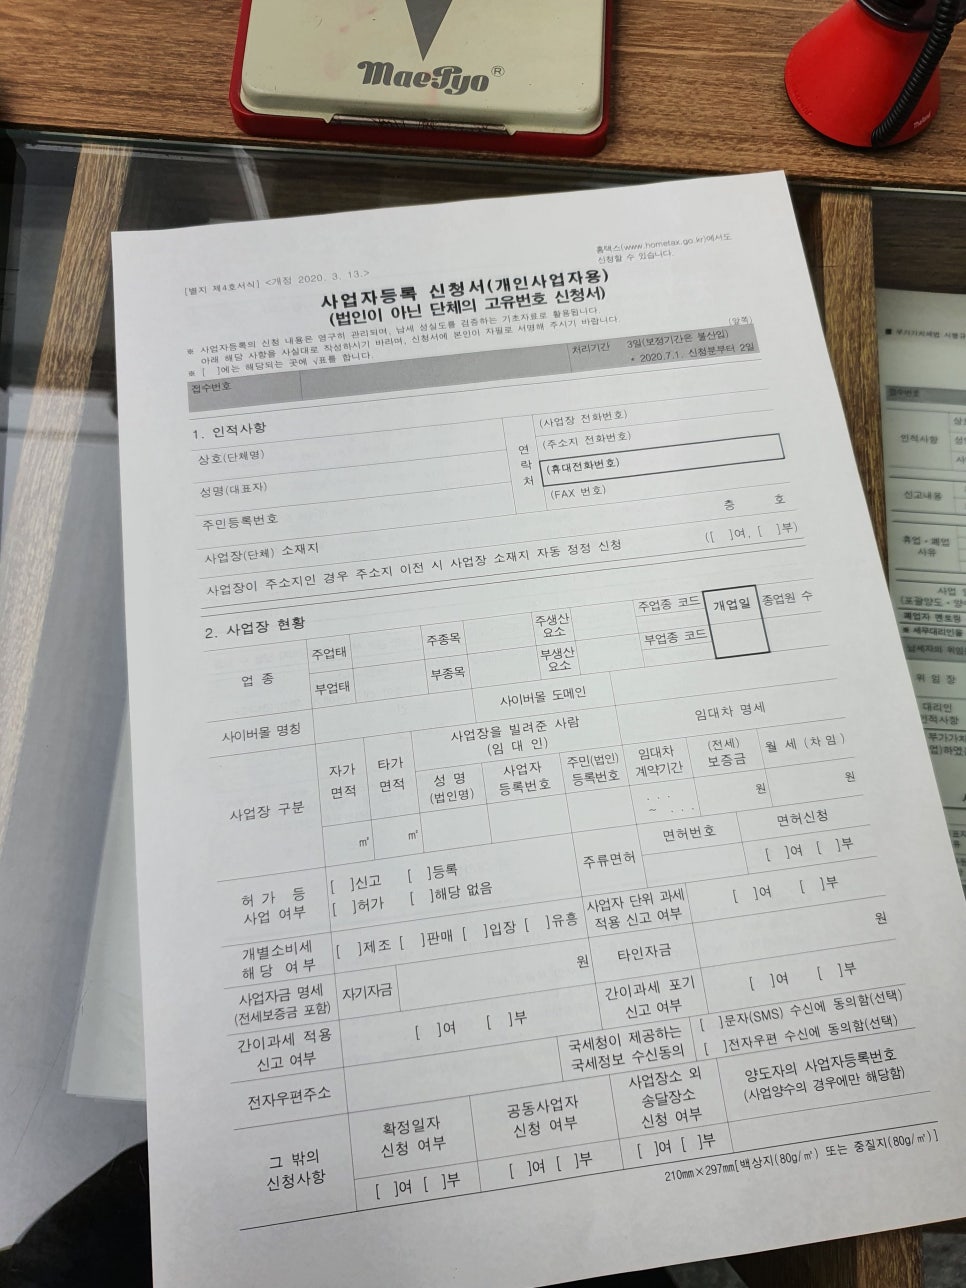 MaePyo®
홈택스(www.hometax.go.kr)에서도
신청할 수 있습니다.
[별지 제4호서식] <개정 2020. 3. 13.>
사업자등록 신청서(개인사업자용)
(법인이 아닌 단체의 고유번호 신청서)
※ 사업자등록의 신청 내용은 영구히 관리되며, 납세 성실도를 검증하는 기초자료로 활용됩니다.
아래 해당 사항을 사실대로 작성하시기 바라며, 신청서에 본인이 자필로 서명해 주시기 바랍니다.
※ [ ]에는 해당되는 곳에 √표를 합니다.
(앞쪽)
접수번호
처리기간
3일(보정기간은 불산입)
* 2020.7.1. 신청분부터 2일
1. 인적사항
상호(단체명)
성명(대표자)
주민등록번호
연락처
(사업장 전화번호)
(주소지 전화번호)
(휴대전화번호)
(FAX 번호)
사업장(단체) 소재지
층 호
사업장이 주소지인 경우 주소지 이전 시 사업장 소재지 자동 정정 신청
([ ]여, [ ]부)
2. 사업장 현황
업 종
주업태
주종목
주생산
요소
주업종 코드
개업일
종업원 수
부업태
부종목
부생산
요소
부업종 코드
사이버몰 명칭
사이버몰 도메인
사업장 구분
자가
면적
타가
면적
사업장을 빌려준 사람
(임 대 인)
임대차 명세
성 명
(법인명)
사업자
등록번호
주민(법인)
등록번호
임대차
계약기간
(전세)
보증금
월 세 (차 임)
㎡
㎡
. . .
~ . . .
원
원
허 가 등
사업 여부
[ ]신고 [ ]등록
[ ]허가 [ ]해당 없음
주류면허
면허번호
면허신청
[ ]여 [ ]부
개별소비세
해 당 여 부
[ ]제조 [ ]판매 [ ]입장 [ ]유흥
사업자 단위 과세
적용 신고 여부
[ ]여 [ ]부
사업자금 명세
(전세보증금 포함)
자기자금
원
타인자금
원
간이과세 적용
신고 여부
[ ]여 [ ]부
간이과세 포기
신고 여부
[ ]여 [ ]부
전자우편주소
국세청이 제공하는
국세정보 수신동의
[ ]문자(SMS) 수신에 동의함(선택)
[ ]전자우편 수신에 동의함(선택)
그 밖의
신청사항
확정일자
신청 여부
공동사업자
신청 여부
사업장소 외
송달장소
신청 여부
양도자의 사업자등록번호
(사업양수의 경우에만 해당함)
[ ]여 [ ]부
[ ]여 [ ]부
[ ]여 [ ]부
210mm×297mm[백상지(80g/㎡) 또는 중질지(80g/㎡)]
접수번호
인적사항
신고내용
휴업ㆍ폐업
사유
폐업자 멘토링
위 임 장
대리인
인적사항